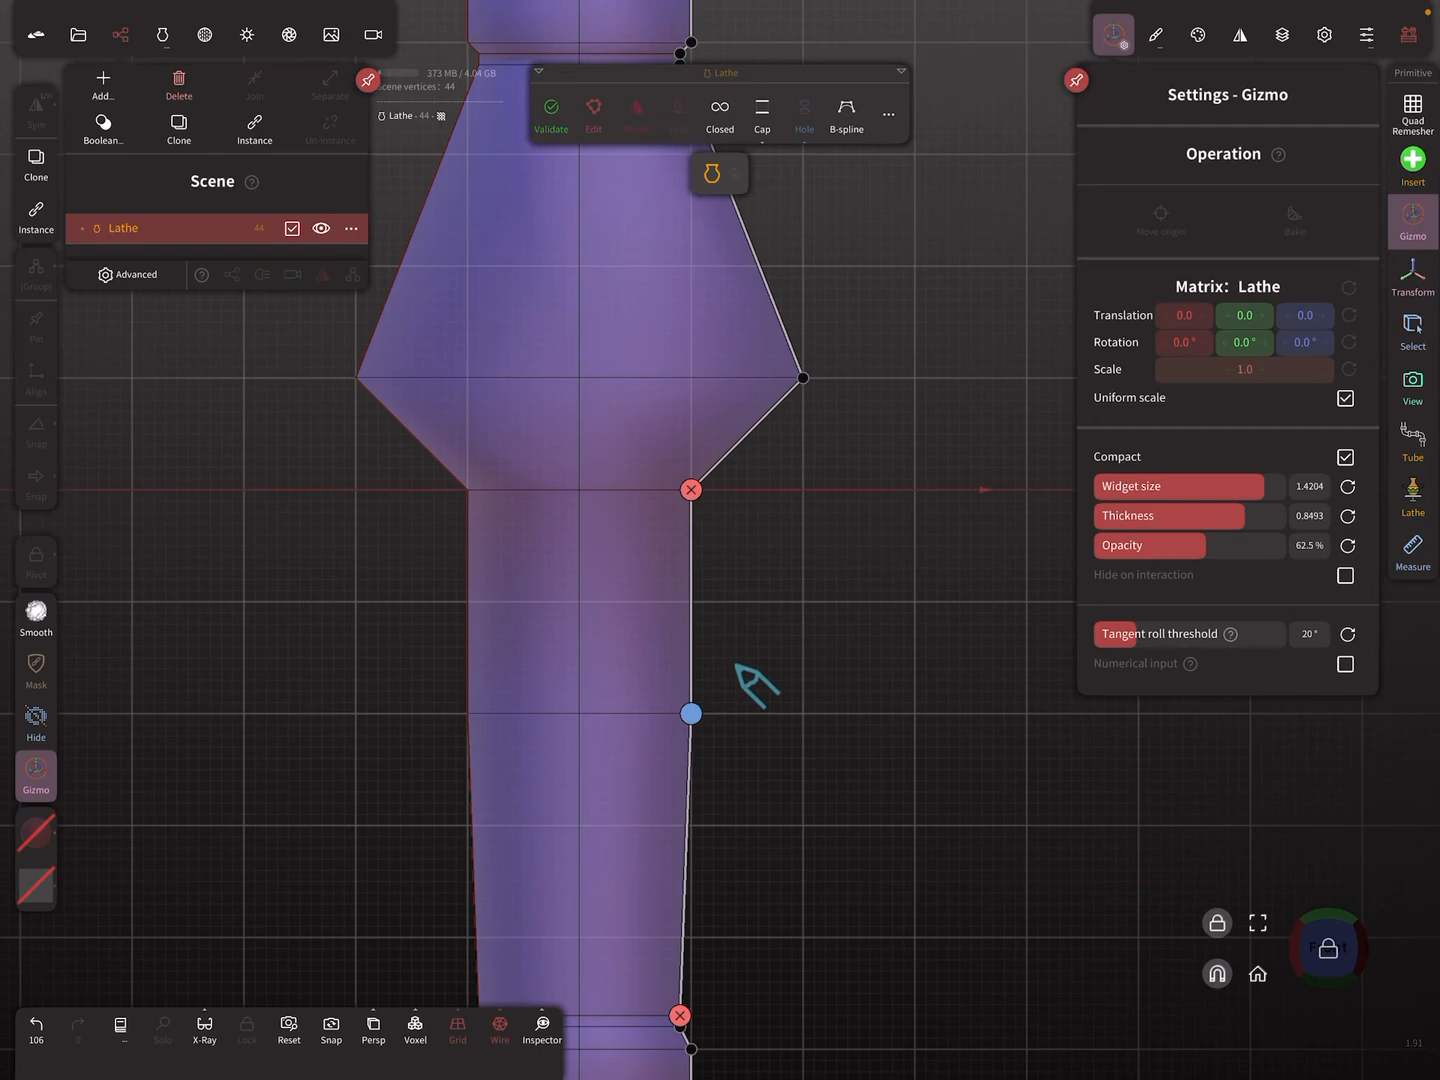 Add...
Delete
Join
Separate
Boolean...
Clone
Instance
Un-instance
373 MB / 4.04 GB
Scene vertices: 44
Lathe · 44 ·
Scene
Lathe
44
Advanced
Lathe
Validate
Edit
Closed
Cap
Hole
B-spline
Settings - Gizmo
Operation
Move origin
Bake
Matrix: Lathe
Translation
0.0
0.0
0.0
Rotation
0.0 °
0.0 °
0.0 °
Scale
1.0
Uniform scale
Compact
Widget size
1.4204
Thickness
0.8493
Opacity
62.5 %
Hide on interaction
Tangent roll threshold
20 °
Numerical input
Primitive
Quad
Remesher
Insert
Gizmo
Transform
Select
View
Tube
Lathe
Measure
Sym
Clone
Instance
(Group)
Pin
Align
Snap
Snap
Pivot
Smooth
Mask
Hide
Gizmo
106
0
...
Solo
X-Ray
Lock
Reset
Snap
Persp
Voxel
Grid
Wire
Inspector
1.91